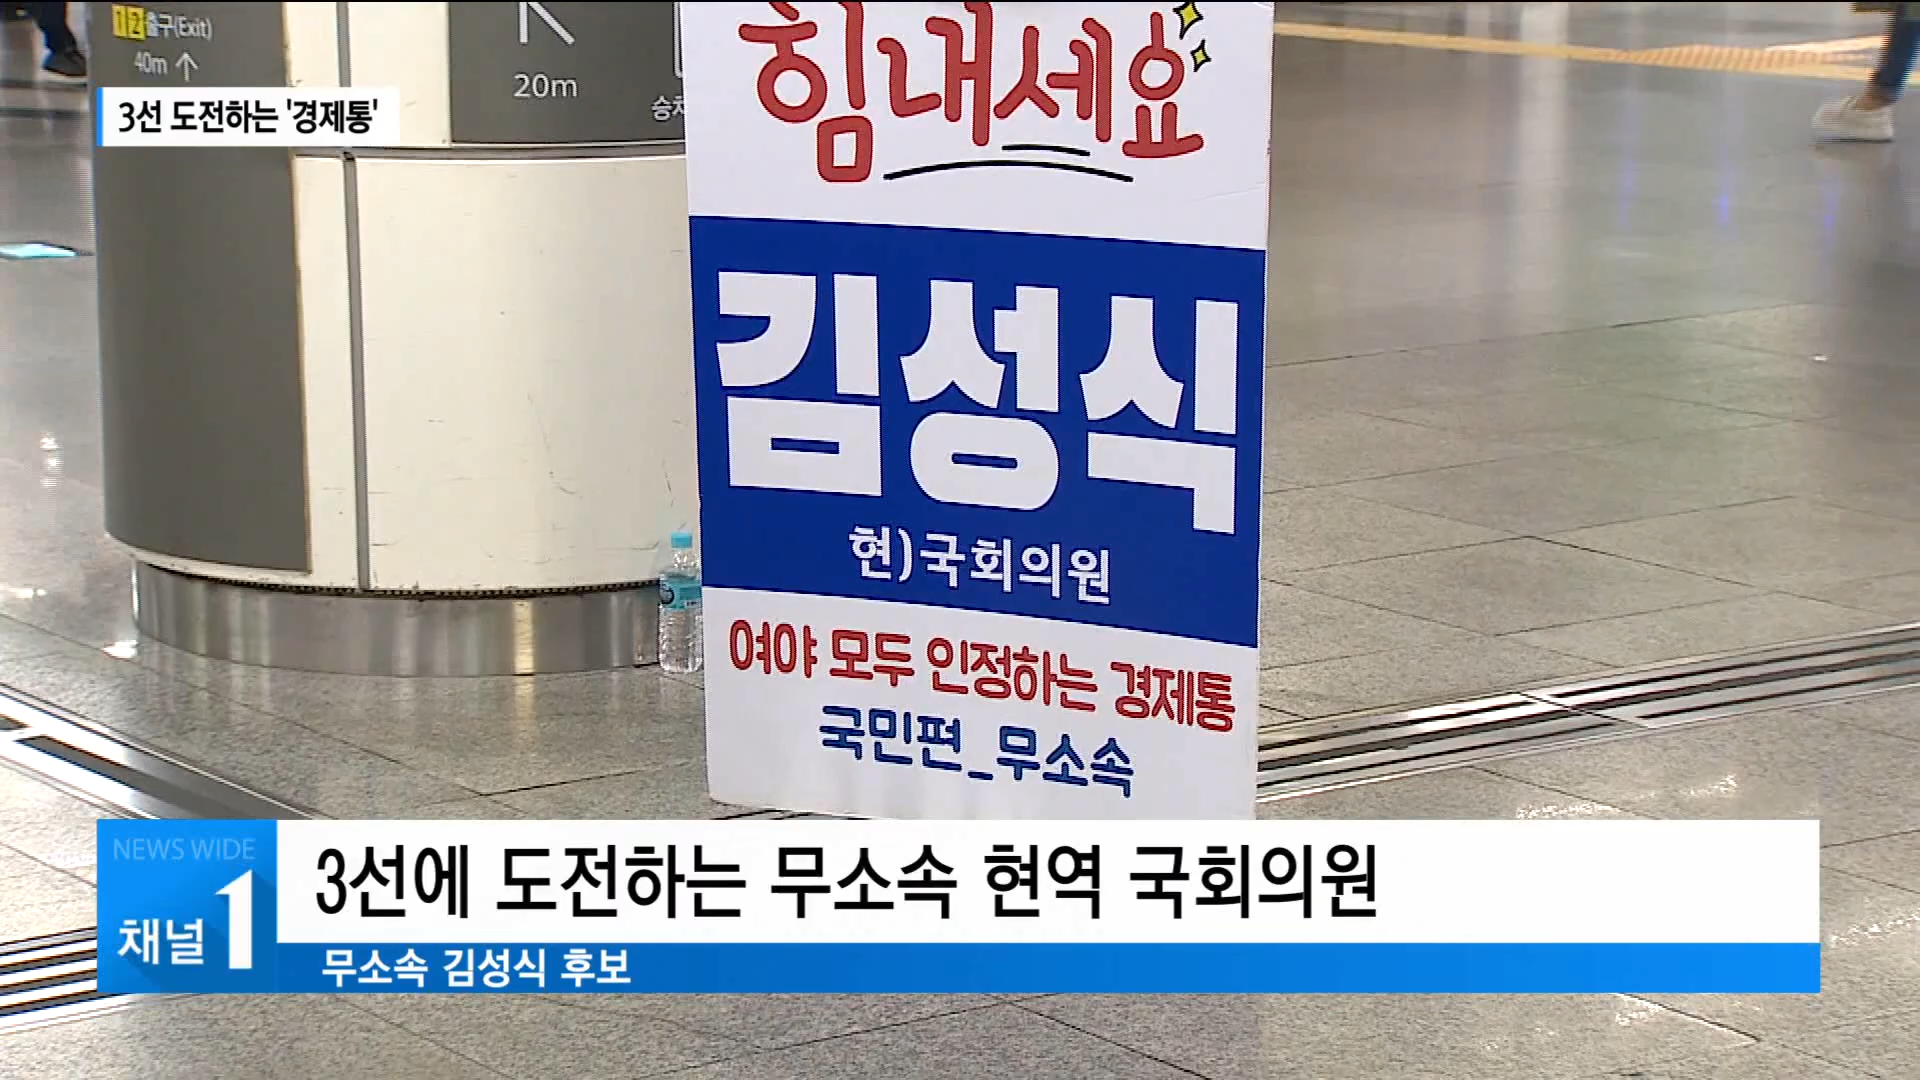 12 출구(Exit)
40m
20m
3선 도전하는 '경제통'
힘내세요
김성식
현)국회의원
여야 모두 인정하는 경제통
국민편_무소속
NEWS WIDE
채널 1
3선에 도전하는 무소속 현역 국회의원
무소속 김성식 후보